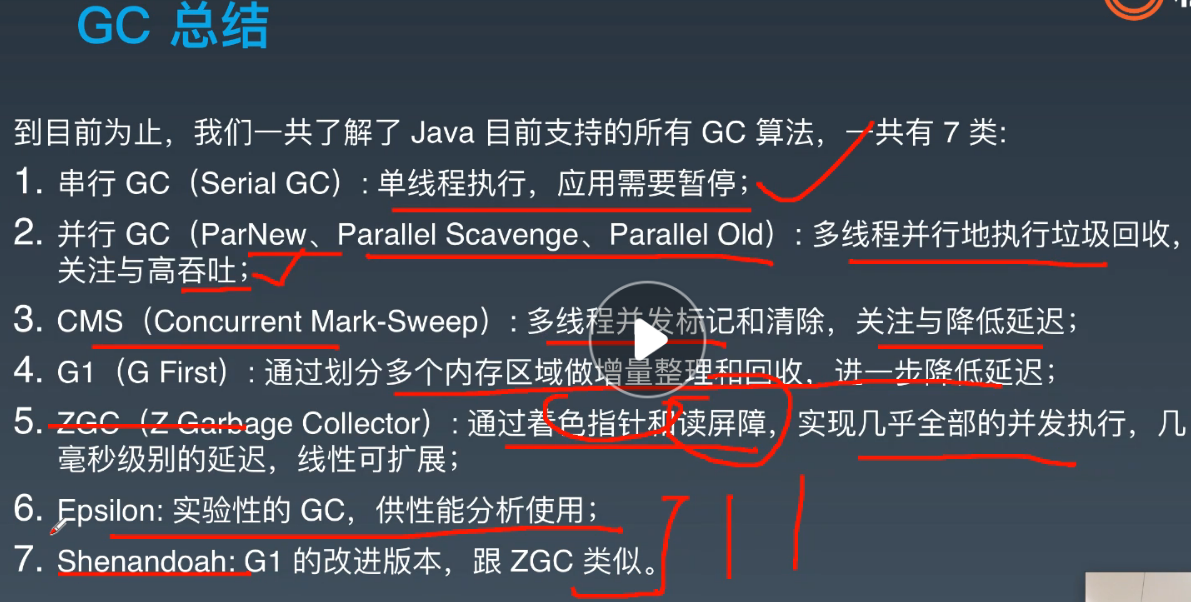 GC 总结
到目前为止，我们一共了解了 Java 目前支持的所有 GC 算法，一共有 7 类:
1. 串行 GC（Serial GC）: 单线程执行，应用需要暂停；
2. 并行 GC（ParNew、Parallel Scavenge、Parallel Old）: 多线程并行地执行垃圾回收，
关注与高吞吐；
3. CMS（Concurrent Mark-Sweep）: 多线程并发标记和清除，关注与降低延迟；
4. G1（G First）: 通过划分多个内存区域做增量整理和回收，进一步降低延迟；
5. ZGC（Z Garbage Collector）: 通过着色指针和读屏障，实现几乎全部的并发执行，几
毫秒级别的延迟，线性可扩展；
6. Epsilon: 实验性的 GC，供性能分析使用；
7. Shenandoah: G1 的改进版本，跟 ZGC 类似。